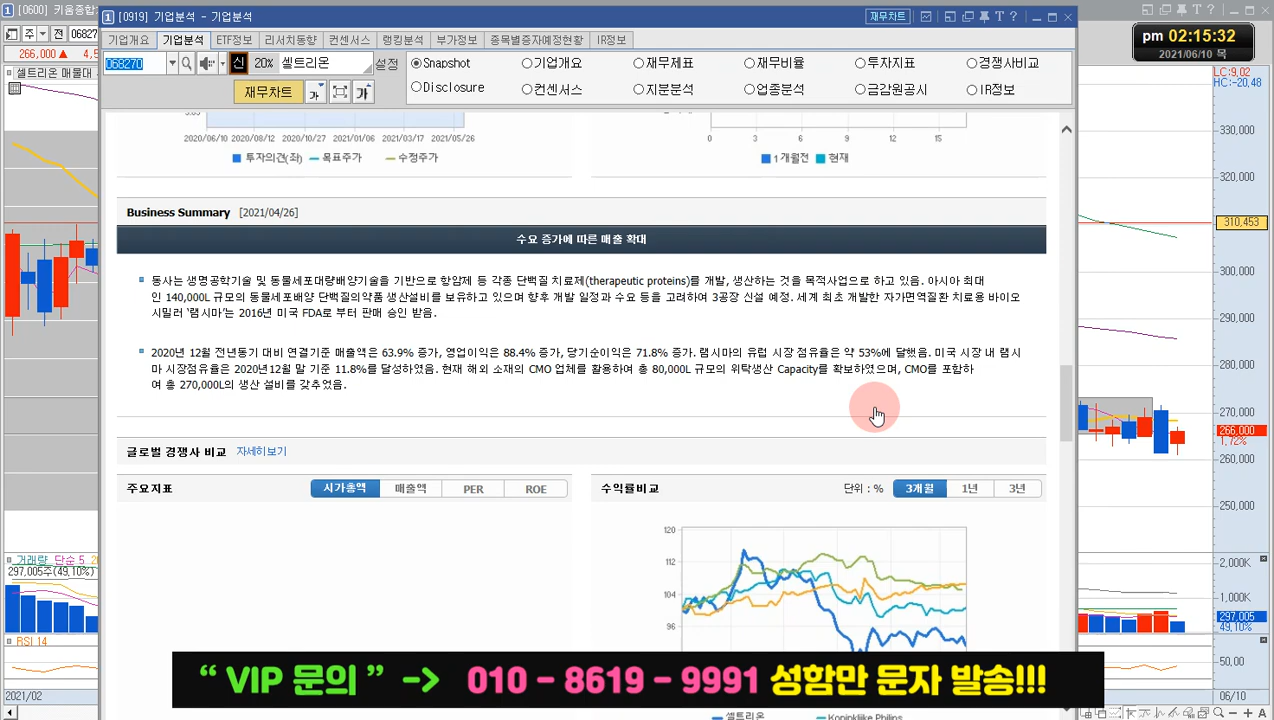 [0600] 키움종합
[0919] 기업분석 - 기업분석
재무차트
기업개요 기업분석 ETF정보 리서치동향 컨센서스 랭킹분석 부가정보 종목별증자예정현황 IR정보
주 전 06827
068270 신 20% 셀트리온 설정
Snapshot 기업개요 재무제표 재무비율 투자지표 경쟁사비교
Disclosure 컨센서스 지분분석 업종분석 금감원공시 IR정보
재무차트 가 가
pm 02:15:32
2021/06/10 목
266,000 ▲ 4,5
셀트리온 매물대
LC:9,02
HC:-20,48
330,000
320,000
310,453
300,000
290,000
280,000
270,000
266,000
1,72%
260,000
250,000
2020/06/10 2020/08/12 2020/10/27 2021/01/06 2021/03/17 2021/05/26
투자의견(좌) 목표주가 수정주가
0 3 6 9 12 15
1개월전 현재
Business Summary [2021/04/26]
수요 증가에 따른 매출 확대
동사는 생명공학기술 및 동물세포대량배양기술을 기반으로 항암제 등 각종 단백질 치료제(therapeutic proteins)를 개발, 생산하는 것을 목적사업으로 하고 있음. 아시아 최대
인 140,000L 규모의 동물세포배양 단백질의약품 생산설비를 보유하고 있으며 향후 개발 일정과 수요 등을 고려하여 3공장 신설 예정. 세계 최초 개발한 자가면역질환 치료용 바이오
시밀러 '램시마'는 2016년 미국 FDA로 부터 판매 승인 받음.
2020년 12월 전년동기 대비 연결기준 매출액은 63.9% 증가, 영업이익은 88.4% 증가, 당기순이익은 71.8% 증가. 램시마의 유럽 시장 점유율은 약 53%에 달했음. 미국 시장 내 램시
마 시장점유율은 2020년12월 말 기준 11.8%를 달성하였음. 현재 해외 소재의 CMO 업체를 활용하여 총 80,000L 규모의 위탁생산 Capacity를 확보하였으며, CMO를 포함하
여 총 270,000L의 생산 설비를 갖추었음.
글로벌 경쟁사 비교 자세히보기
주요지표 시가총액 매출액 PER ROE
수익률비교 단위 : % 3개월 1년 3년
120
112
104
96
셀트리온 Koninklijke Philips
거래량 단순 5
297,005주(49,10%)
RSI 14
2021/02
2,000K
1,000K
297,005
49,10%
50,00
06/10
“ VIP 문의 ” -> 010 - 8619 - 9991 성함만 문자 발송!!!